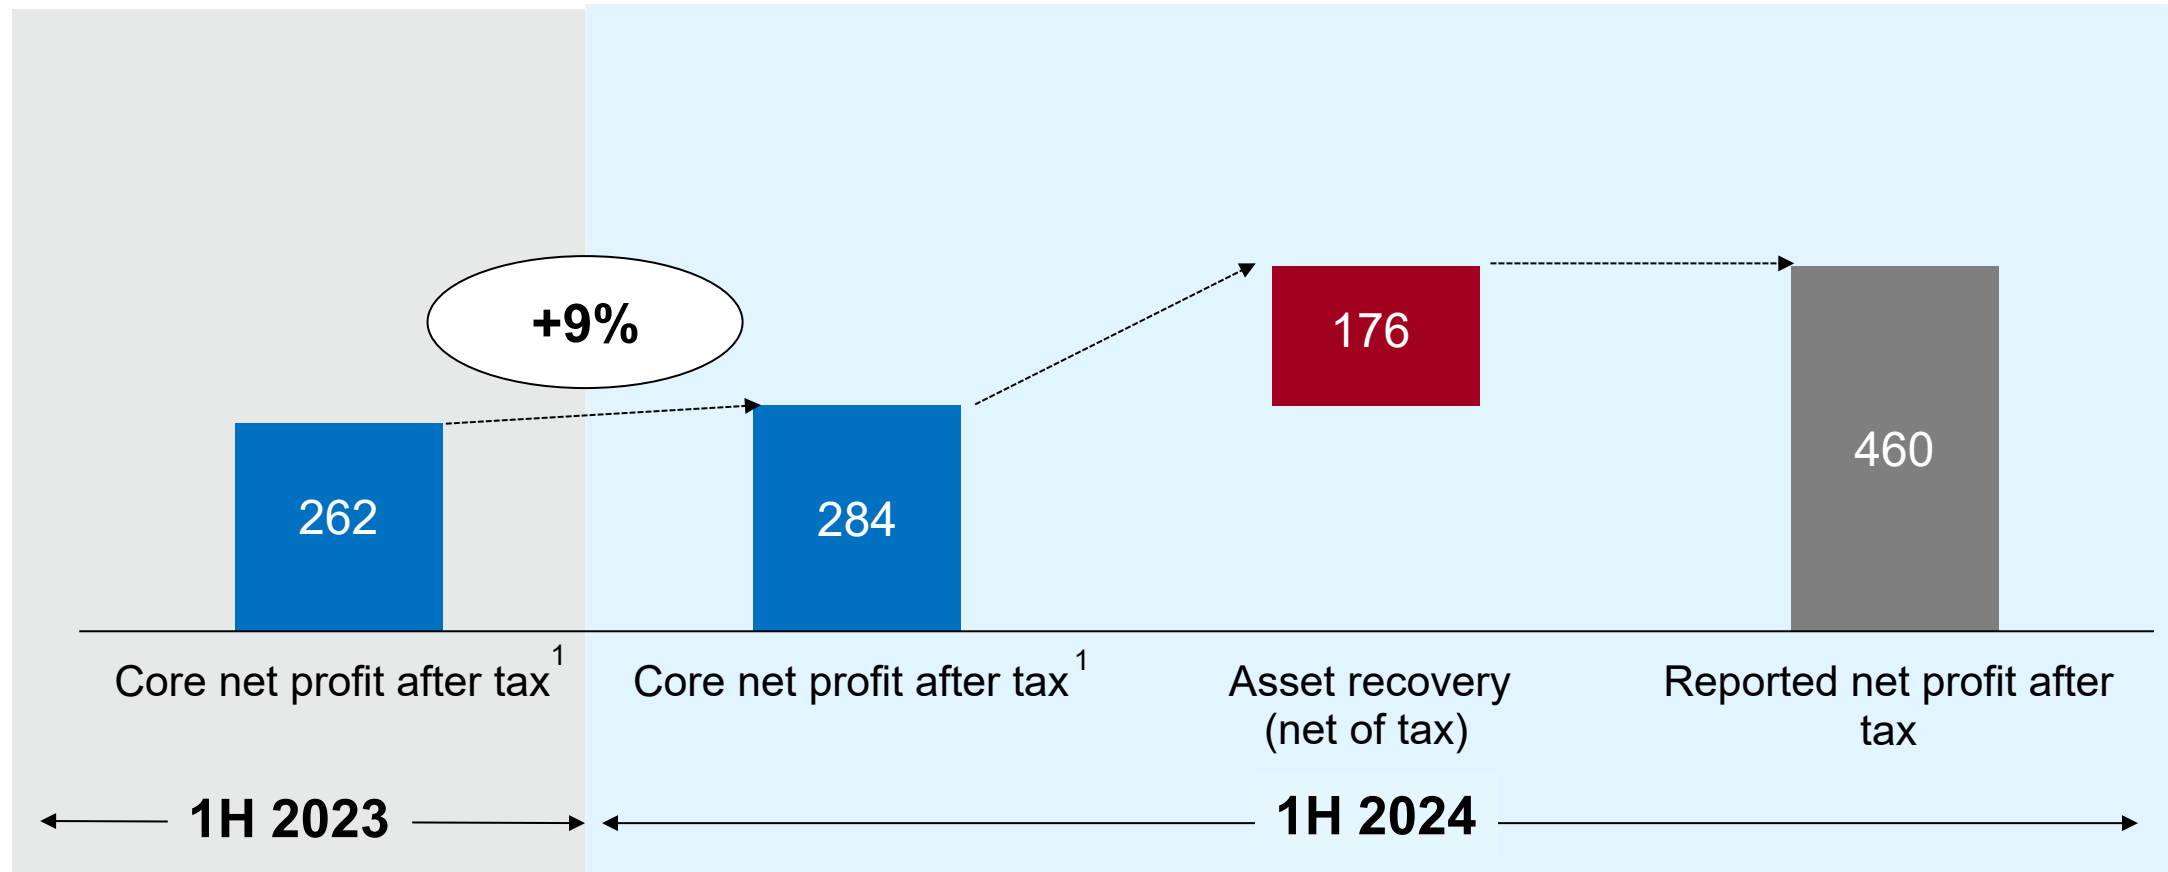 +9%
262
284
176
460
Core net profit after tax1
Core net profit after tax1
Asset recovery
(net of tax)
Reported net profit after
tax
1H 2023
1H 2024